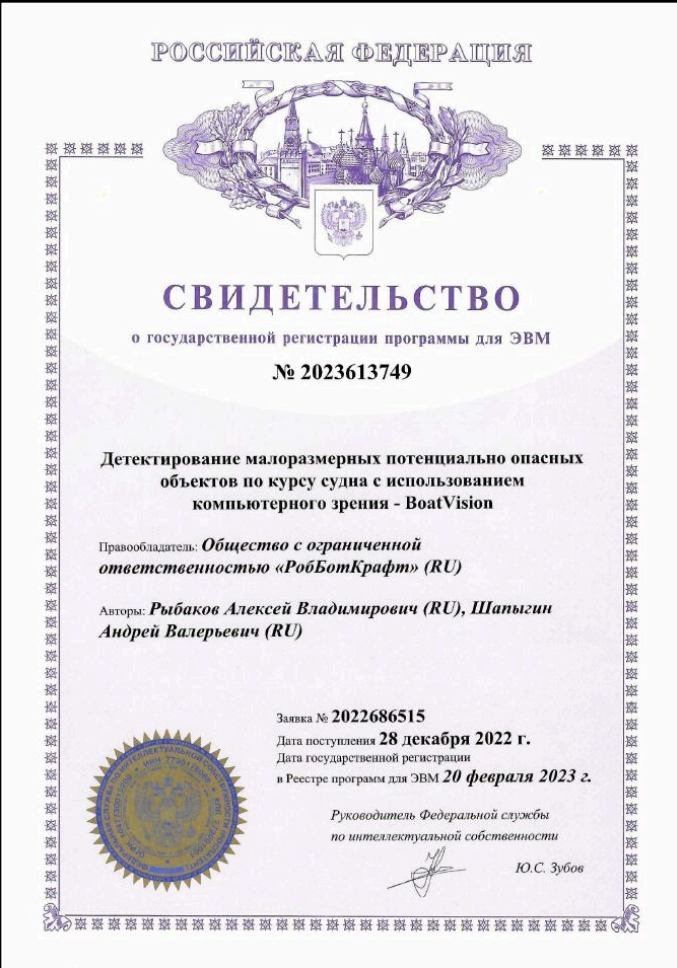 РОССИЙСКАЯ ФЕДЕРАЦИЯ
СВИДЕТЕЛЬСТВО
о государственной регистрации программы для ЭВМ
№ 2023613749
Детектирование малоразмерных потенциально опасных
объектов по курсу судна с использованием
компьютерного зрения - BoatVision
Правообладатель: Общество с ограниченной
ответственностью «РобБотКрафт» (RU)
Авторы: Рыбаков Алексей Владимирович (RU), Шапыгин
Андрей Валерьевич (RU)
Заявка № 2022686515
Дата поступления 28 декабря 2022 г.
Дата государственной регистрации
в Реестре программ для ЭВМ 20 февраля 2023 г.
Руководитель Федеральной службы
по интеллектуальной собственности
Ю.С. Зубов